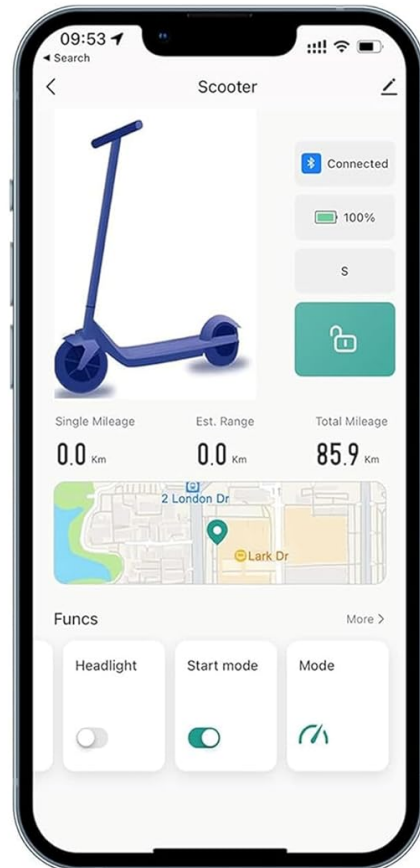 09:53
Search
Scooter
Connected
100%
S
Single Mileage
Est. Range
Total Mileage
0.0 Km
0.0 Km
85.9 Km
2 London Dr
Lark Dr
Funcs
More >
Headlight
Start mode
Mode